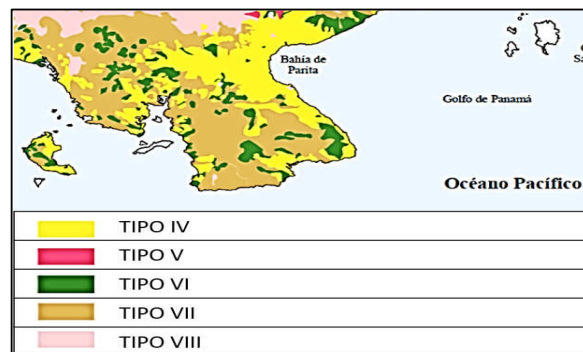 Bahía de
Parita
Golfo de Panamá
Océano Pacífico
TIPO IV
TIPO V
TIPO VI
TIPO VII
TIPO VIII